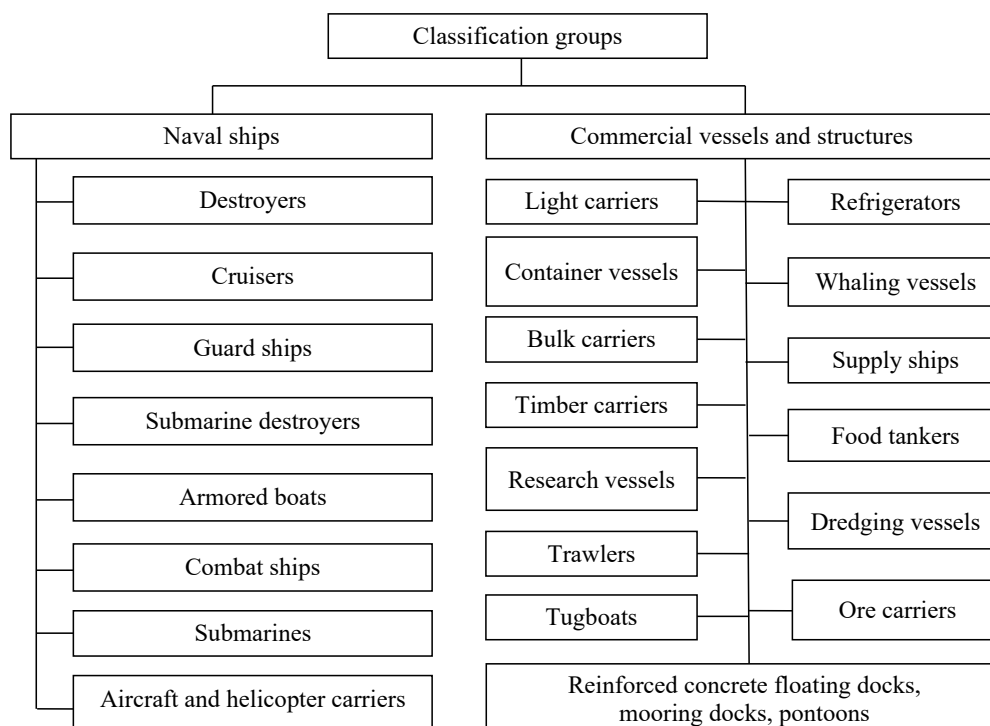 Classification groups
Naval ships
Destroyers
Cruisers
Guard ships
Submarine destroyers
Armored boats
Combat ships
Submarines
Aircraft and helicopter carriers
Commercial vessels and structures
Light carriers
Container vessels
Bulk carriers
Timber carriers
Research vessels
Trawlers
Tugboats
Refrigerators
Whaling vessels
Supply ships
Food tankers
Dredging vessels
Ore carriers
Reinforced concrete floating docks,
mooring docks, pontoons